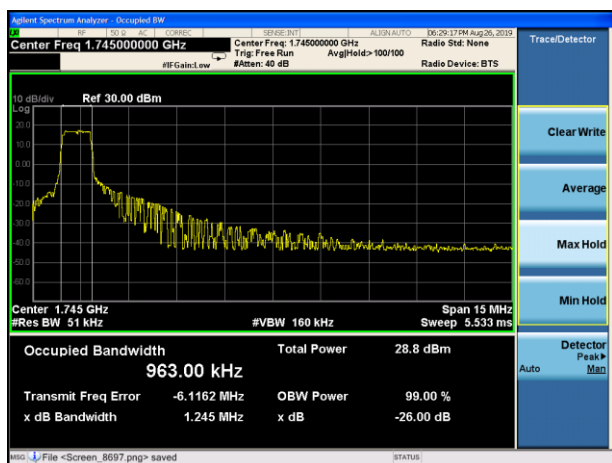 Agilent Spectrum Analyzer - Occupied BW
RF 50 Ω AC CORREC SENSE:INT ALIGN AUTO 06:29:17 PM Aug 26, 2019
Center Freq 1.745000000 GHz
Center Freq: 1.745000000 GHz Radio Std: None
Trig: Free Run Avg|Hold:> 100/100
#IFGain:Low #Atten: 40 dB Radio Device: BTS
Trace/Detector
10 dB/div Ref 30.00 dBm
Log
20.0
10.0
0.00
-10.0
-20.0
-30.0
-40.0
-50.0
-60.0
Center 1.745 GHz Span 15 MHz
#Res BW 51 kHz #VBW 160 kHz Sweep 5.533 ms
Occupied Bandwidth Total Power 28.8 dBm
963.00 kHz
Transmit Freq Error -6.1162 MHz OBW Power 99.00 %
x dB Bandwidth 1.245 MHz x dB -26.00 dB
Clear Write
Average
Max Hold
Min Hold
Detector
Peak▶
Auto Man
MSG File <Screen_8697.png> saved STATUS